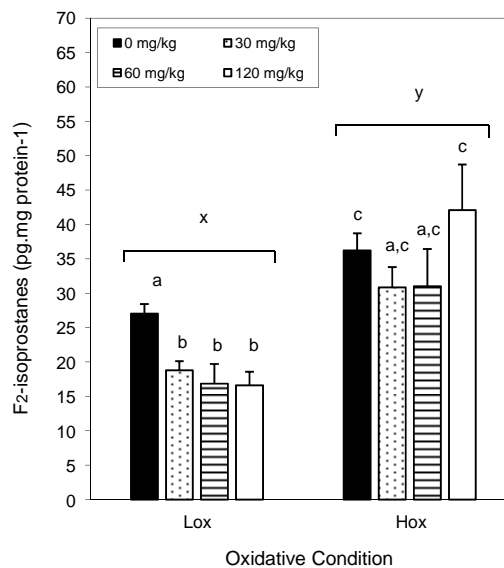 70
65
60
55
50
45
40
35
30
25
20
15
10
5
0
F2-isoprostanes (pg.mg protein-1)
0 mg/kg 30 mg/kg
60 mg/kg 120 mg/kg
x
a
b b b
y
c
a,c a,c
c
Lox Hox
Oxidative Condition